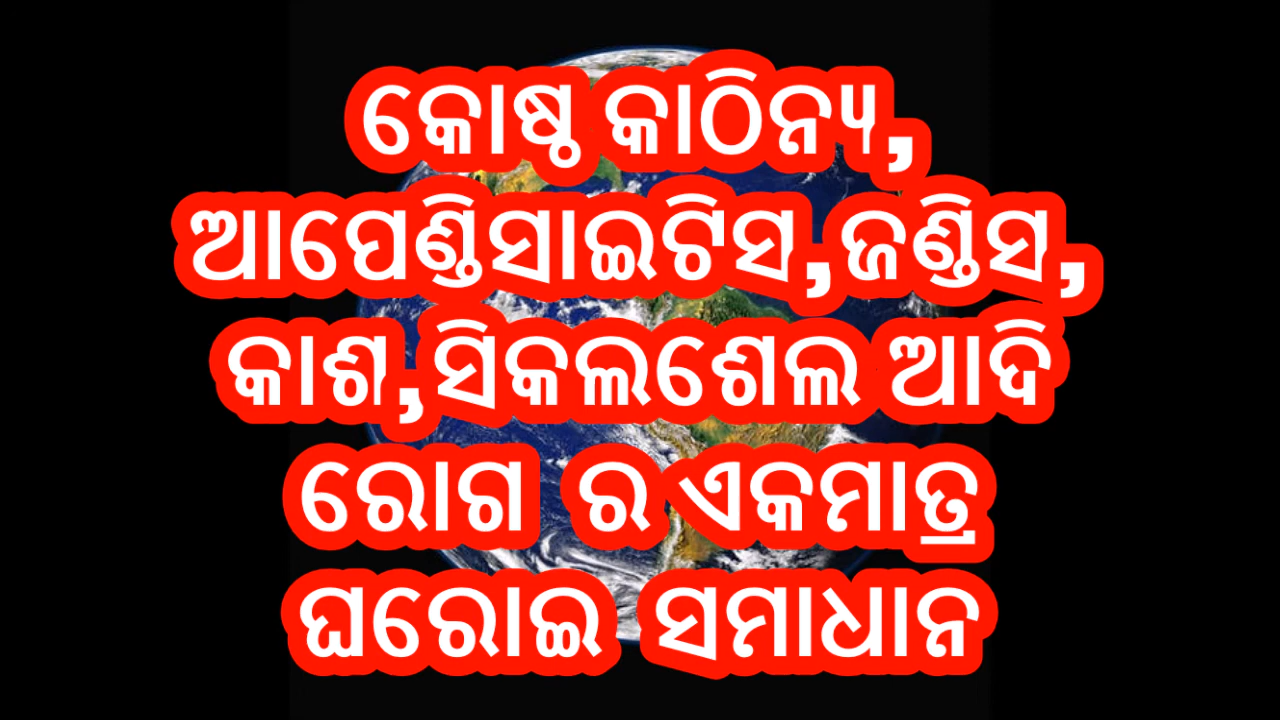 କୋଷ୍ଠ କାଠିନ୍ୟ,
ଆପେଣ୍ଡିସାଇଟିସ,ଜଣ୍ଡିସ,
କାଶ,ସିକଲଶେଲ ଆଦି
ରୋଗ ର ଏକମାତ୍ର
ଘରୋଇ ସମାଧାନ